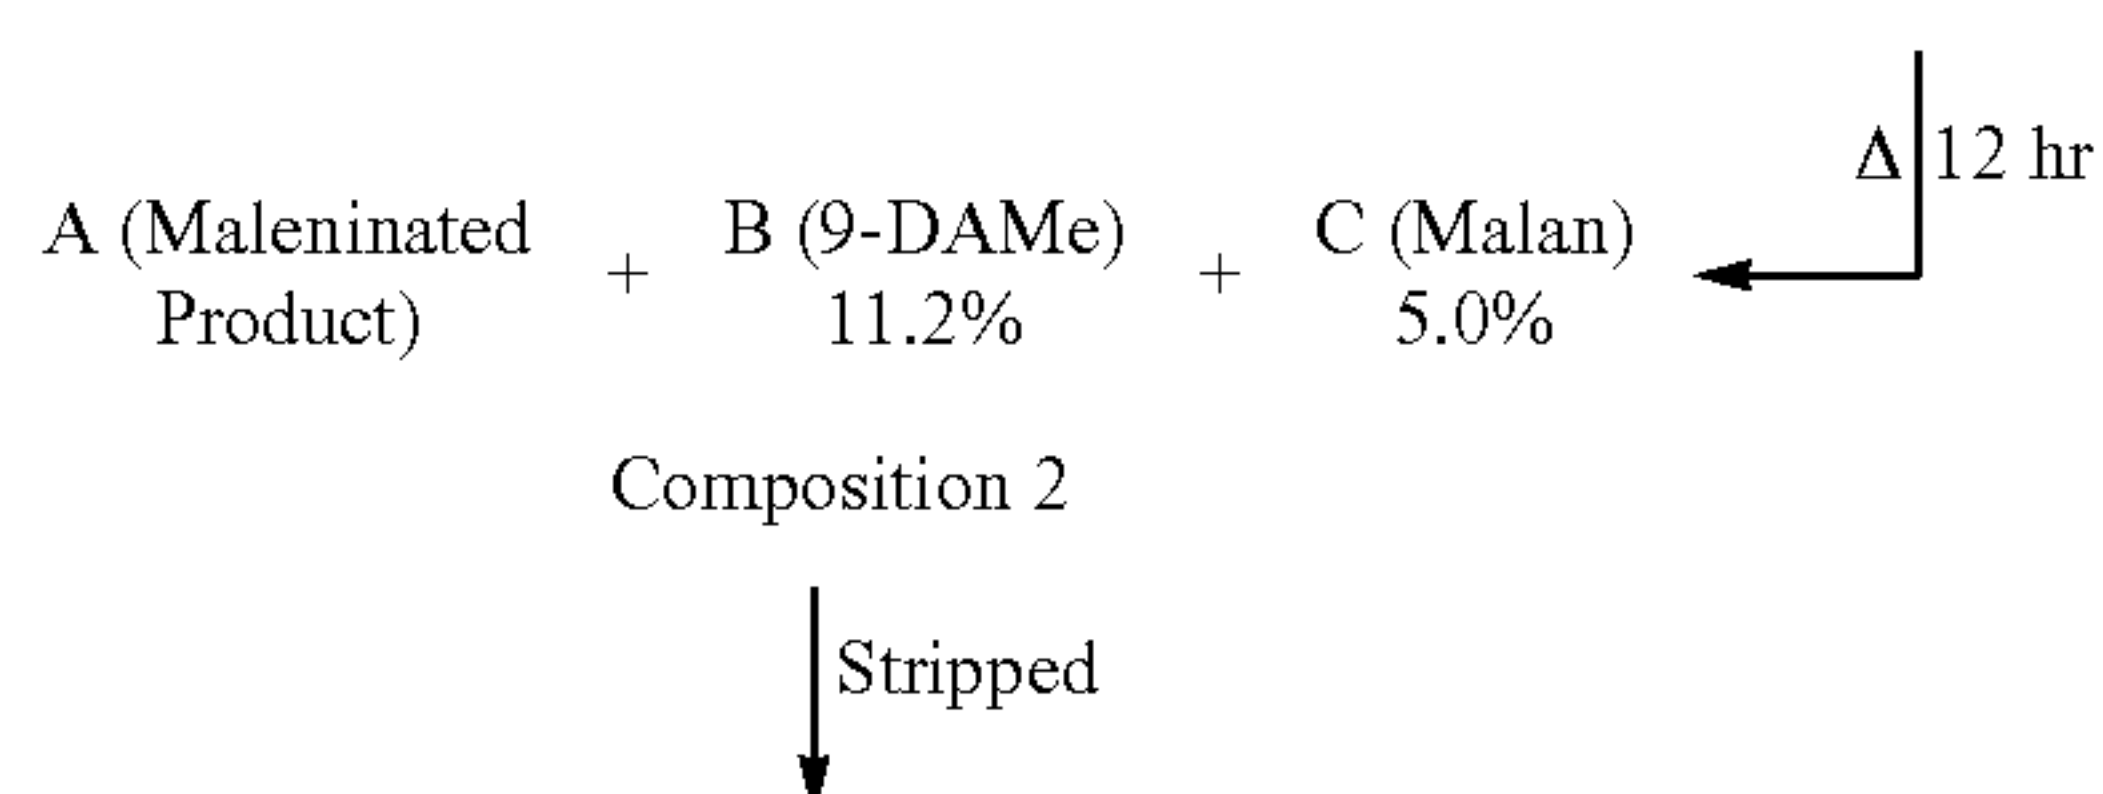 Δ 12 hr
A (Maleninated + B (9-DAMe) + C (Malan)
Product) 11.2% 5.0%
Composition 2
Stripped